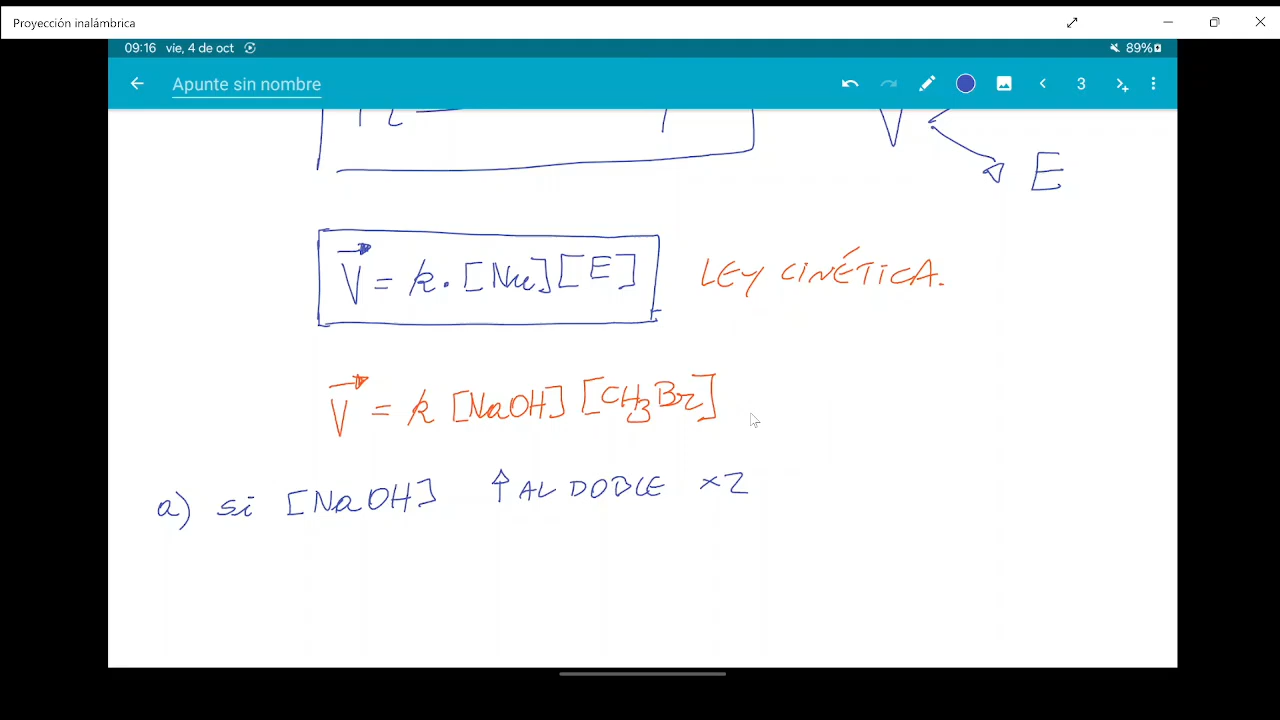 Proyección inalámbrica
09:16 vie, 4 de oct 89%
Apunte sin nombre 3
V
E
V = k. [Nu][E] LEY CINÉTICA.
V = k [NaOH] [CH3Br]
a) si [NaOH] ↑ AL DOBLE ×2